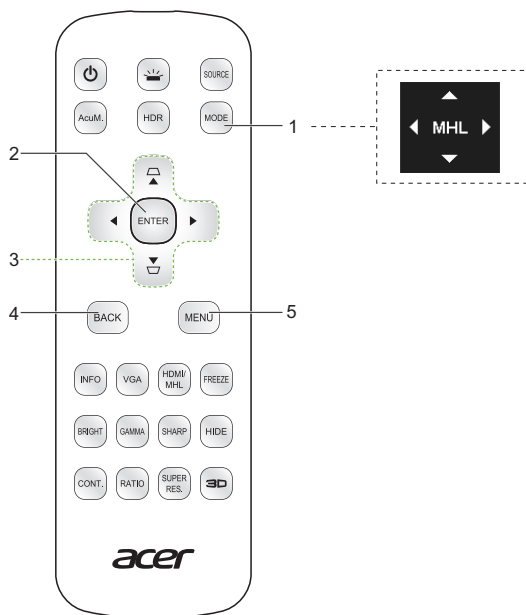 SOURCE
AcuM.
HDR
MODE
1
MHL
2
ENTER
3
4
BACK
MENU
5
INFO
VGA
HDMI/
MHL
FREEZE
BRIGHT
GAMMA
SHARP
HIDE
CONT.
RATIO
SUPER
RES.
3D
acer